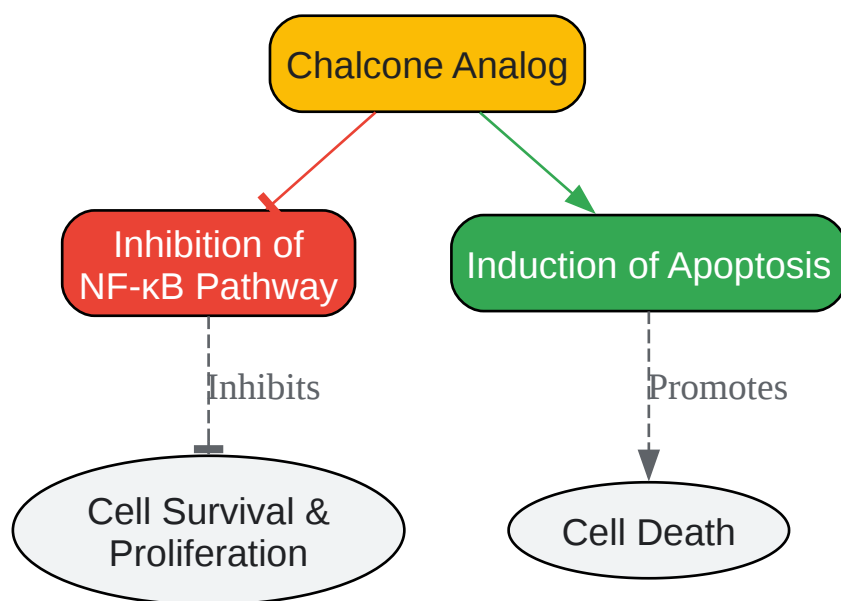 Chalcone Analog
Inhibition of
NF-κB Pathway
Induction of Apoptosis
Inhibits
Promotes
Cell Survival &
Proliferation
Cell Death